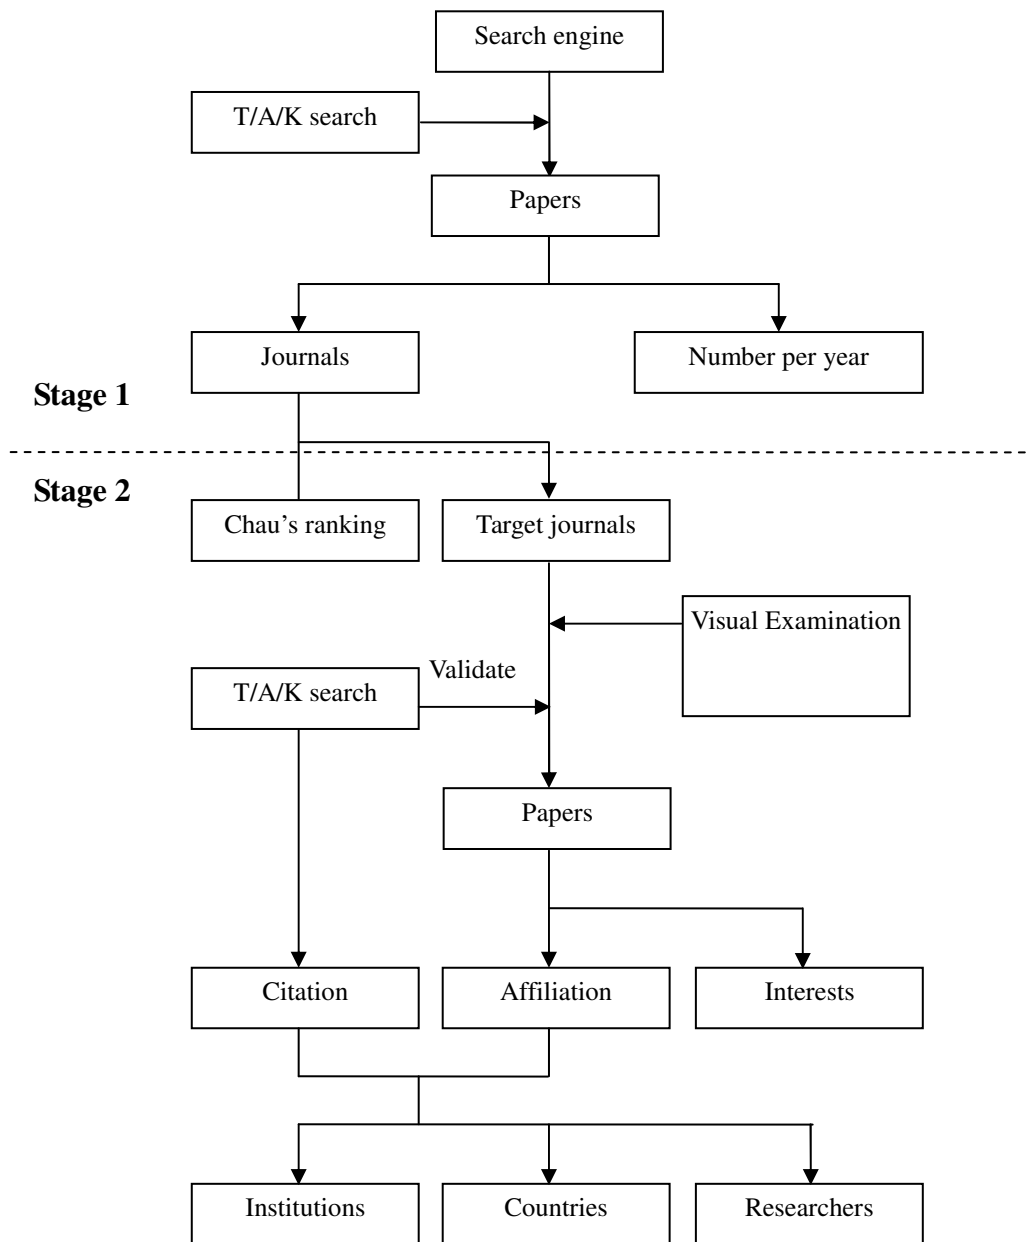 Search engine
T/A/K search
Papers
Journals
Number per year
Stage 1
Stage 2
Chau’s ranking
Target journals
Visual Examination
Validate
T/A/K search
Papers
Citation
Affiliation
Interests
Institutions
Countries
Researchers